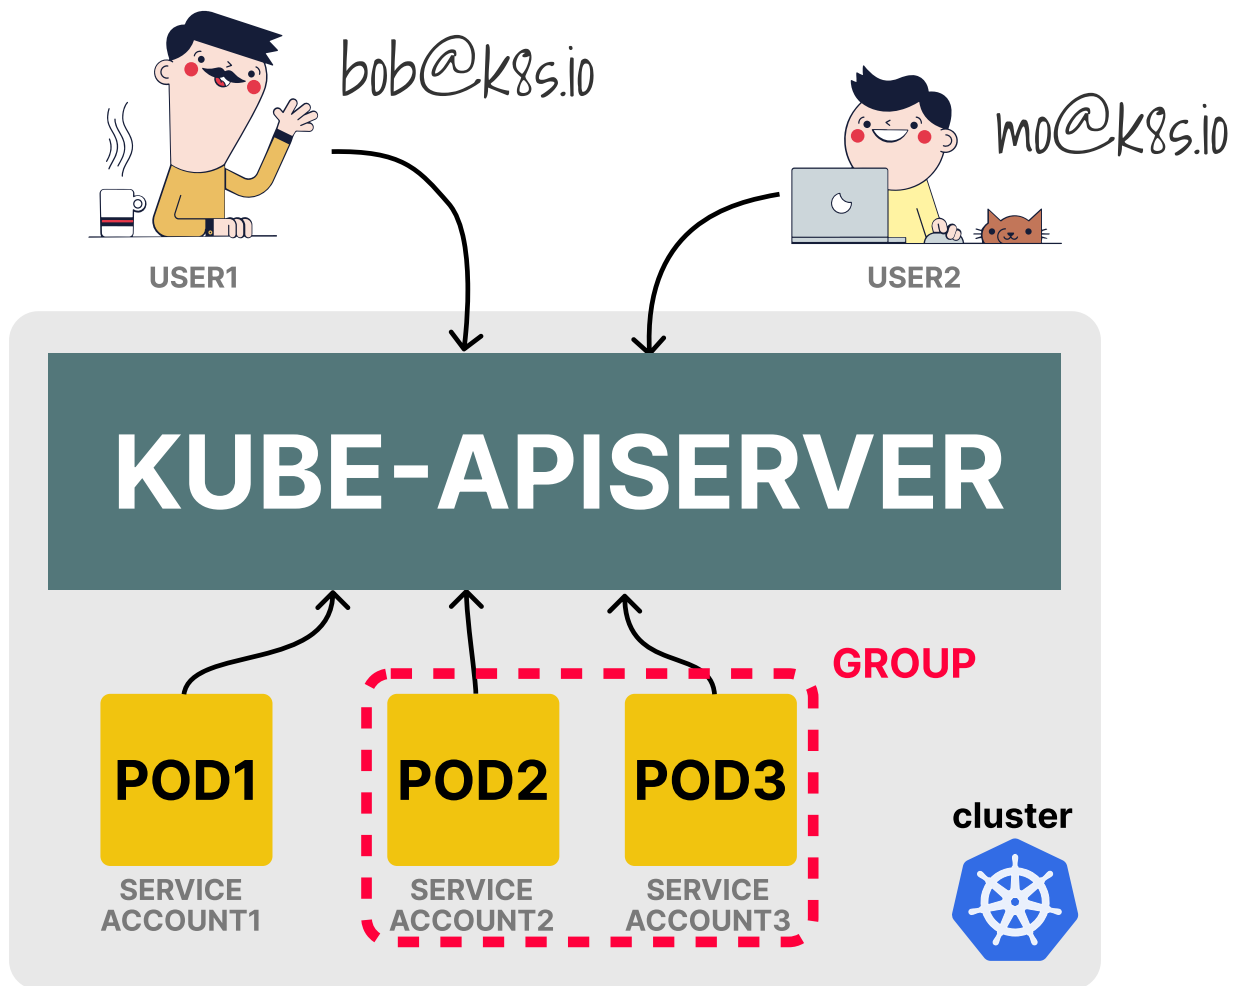 bob@k8s.io
mo@k8s.io
USER1
USER2
KUBE-APISERVER
GROUP
POD1
POD2
POD3
cluster
SERVICE
ACCOUNT1
SERVICE
ACCOUNT2
SERVICE
ACCOUNT3